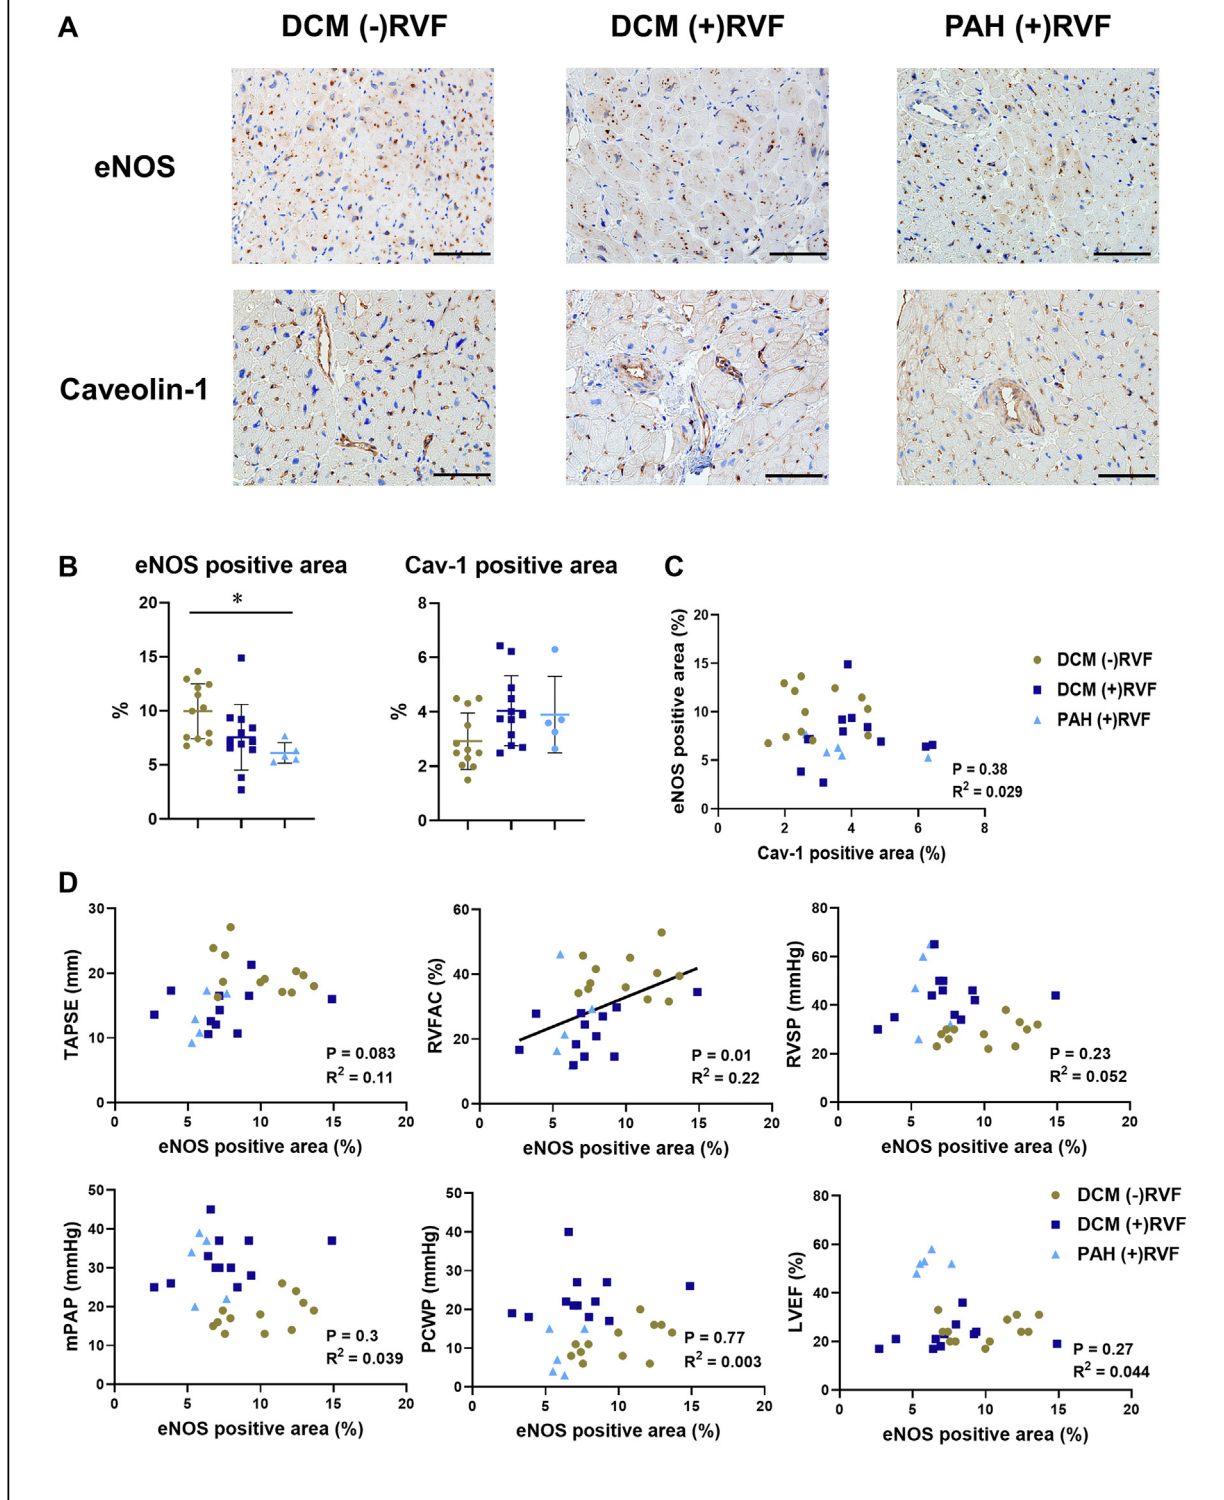 A
DCM (-)RVF
DCM (+)RVF
PAH (+)RVF
eNOS
Caveolin-1
B
eNOS positive area
%
20
15
10
5
0
*
Cav-1 positive area
%
8
6
4
2
0
C
eNOS positive area (%)
20
15
10
5
0
0 2 4 6 8
Cav-1 positive area (%)
P = 0.38
R2 = 0.029
DCM (-)RVF
DCM (+)RVF
PAH (+)RVF
D
TAPSE (mm)
30
20
10
0
0 5 10 15 20
eNOS positive area (%)
P = 0.083
R2 = 0.11
RVFAC (%)
60
40
20
0
0 5 10 15 20
eNOS positive area (%)
P = 0.01
R2 = 0.22
RVSP (mmHg)
80
60
40
20
0
0 5 10 15 20
eNOS positive area (%)
P = 0.23
R2 = 0.052
mPAP (mmHg)
50
40
30
20
10
0
0 5 10 15 20
eNOS positive area (%)
P = 0.3
R2 = 0.039
PCWP (mmHg)
50
40
30
20
10
0
0 5 10 15 20
eNOS positive area (%)
P = 0.77
R2 = 0.003
LVEF (%)
80
60
40
20
0
0 5 10 15 20
eNOS positive area (%)
P = 0.27
R2 = 0.044
DCM (-)RVF
DCM (+)RVF
PAH (+)RVF